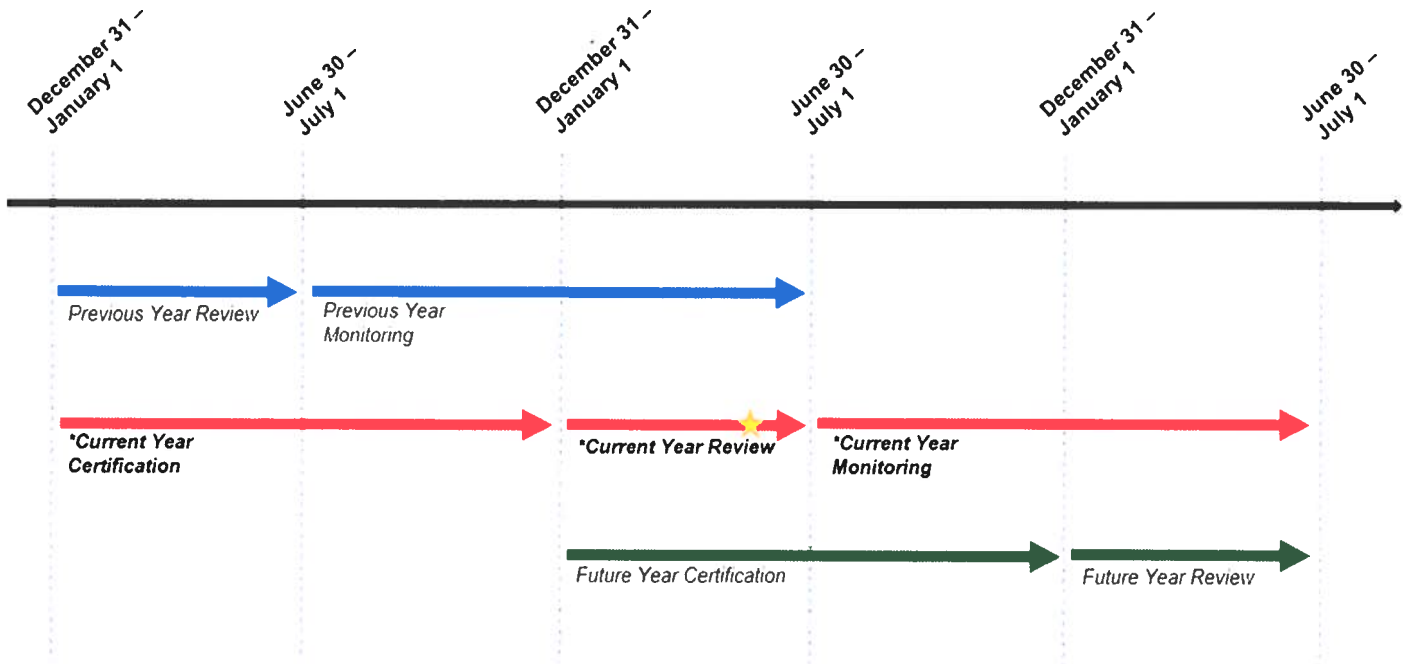 December 31 –
January 1
June 30 –
July 1
December 31 –
January 1
June 30 –
July 1
December 31 –
January 1
June 30 –
July 1
Previous Year Review
Previous Year
Monitoring
*Current Year
Certification
*Current Year Review
*Current Year
Monitoring
Future Year Certification
Future Year Review